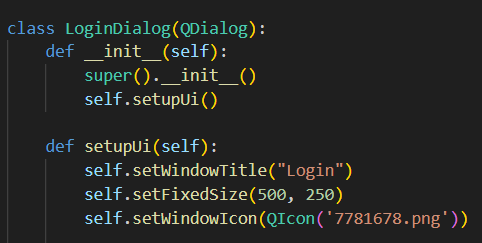 class LoginDialog(QDialog):
    def __init__(self):
        super().__init__()
        self.setupUi()

    def setupUi(self):
        self.setWindowTitle("Login")
        self.setFixedSize(500, 250)
        self.setWindowIcon(QIcon('7781678.png'))